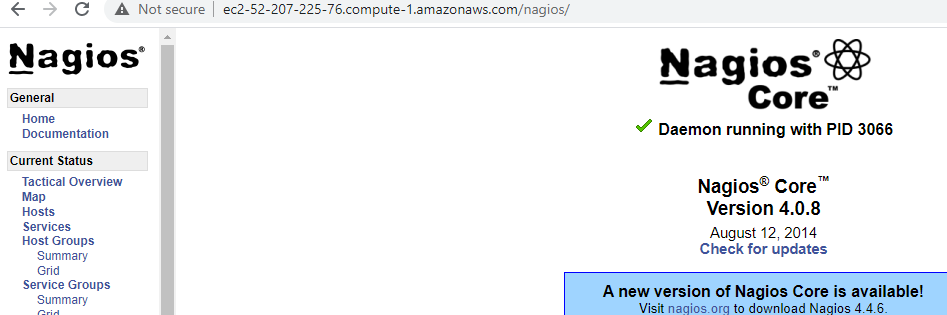 Not secure | ec2-52-207-225-76.compute-1.amazonaws.com/nagios/
Nagios®
General
Home
Documentation
Current Status
Tactical Overview
Map
Hosts
Services
Host Groups
Summary
Grid
Service Groups
Summary
Grid
Nagios®
Core™
Daemon running with PID 3066
Nagios® Core™
Version 4.0.8
August 12, 2014
Check for updates
A new version of Nagios Core is available!
Visit nagios.org to download Nagios 4.4.6.